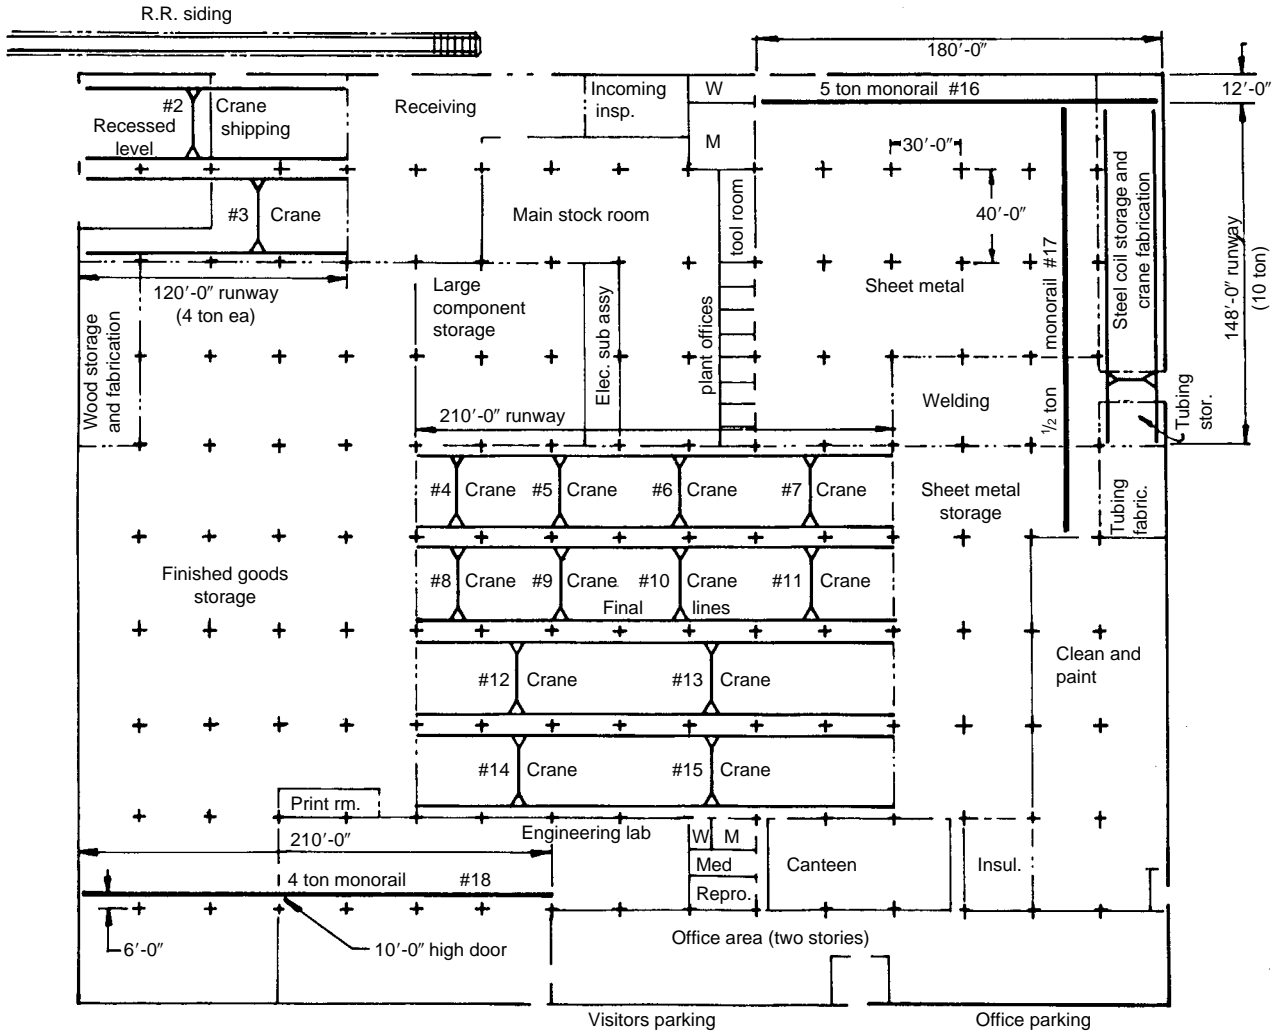 R.R. siding
180′-0″
12′-0″
#2 Crane
shipping
Recessed
level
Receiving
Incoming
insp.
W
M
5 ton monorail #16
30′-0″
40′-0″
#3 Crane
Main stock room
tool room
Steel coil storage and
crane fabrication
148′-0″ runway
(10 ton)
120′-0″ runway
(4 ton ea)
Large
component
storage
Sheet metal
½ ton monorail #17
Wood storage
and fabrication
Elec. sub assy
plant offices
Welding
Tubing
stor.
210′-0″ runway
#4 Crane #5 Crane #6 Crane #7 Crane
Sheet metal
storage
Tubing
fabric.
#8 Crane #9 Crane #10 Crane #11 Crane
Final lines
Finished goods
storage
#12 Crane #13 Crane
Clean and
paint
#14 Crane #15 Crane
Print rm.
210′-0″
Engineering lab
W M
Med
Repro.
Canteen
Insul.
4 ton monorail #18
6′-0″
10′-0″ high door
Office area (two stories)
Visitors parking
Office parking